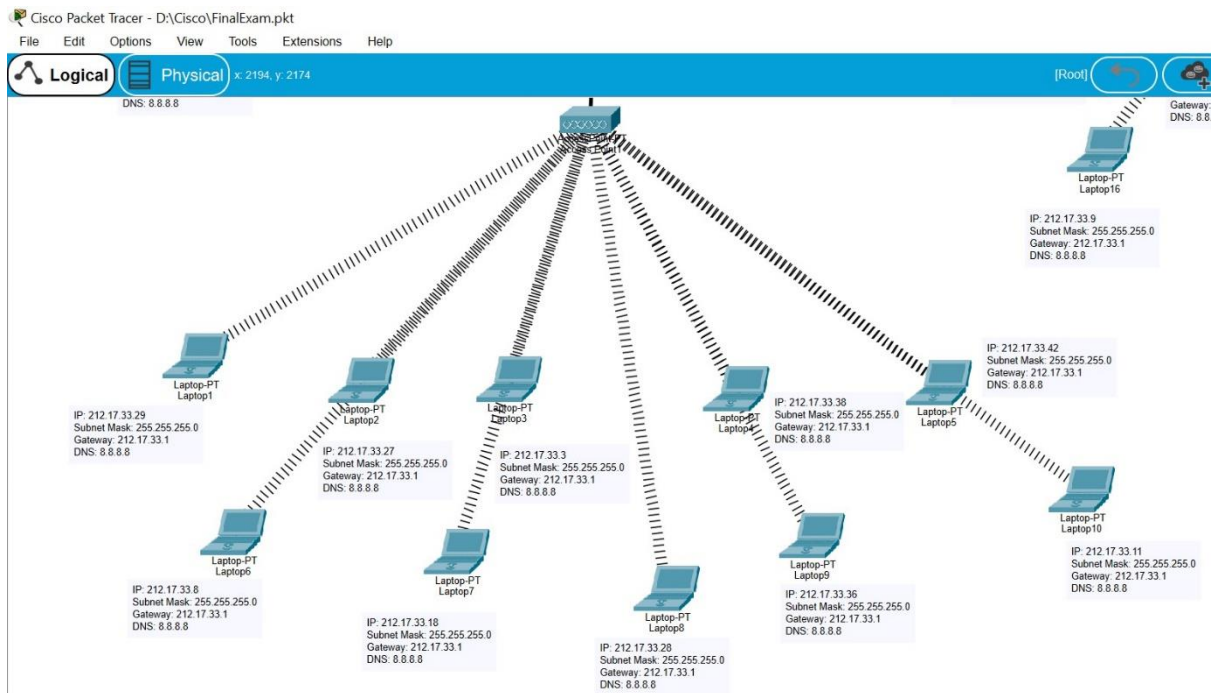 Cisco Packet Tracer - D:\Cisco\FinalExam.pkt
File Edit Options View Tools Extensions Help
Logical Physical x: 2194, y: 2174 [Root]
DNS: 8.8.8.8
Gateway:
DNS: 8.8.
Access Point1
Laptop-PT
Laptop16
IP: 212.17.33.9
Subnet Mask: 255.255.255.0
Gateway: 212.17.33.1
DNS: 8.8.8.8
Laptop-PT
Laptop1
IP: 212.17.33.29
Subnet Mask: 255.255.255.0
Gateway: 212.17.33.1
DNS: 8.8.8.8
Laptop-PT
Laptop2
IP: 212.17.33.27
Subnet Mask: 255.255.255.0
Gateway: 212.17.33.1
DNS: 8.8.8.8
Laptop-PT
Laptop3
IP: 212.17.33.3
Subnet Mask: 255.255.255.0
Gateway: 212.17.33.1
DNS: 8.8.8.8
Laptop-PT
Laptop4
IP: 212.17.33.38
Subnet Mask: 255.255.255.0
Gateway: 212.17.33.1
DNS: 8.8.8.8
Laptop-PT
Laptop5
IP: 212.17.33.42
Subnet Mask: 255.255.255.0
Gateway: 212.17.33.1
DNS: 8.8.8.8
Laptop-PT
Laptop6
IP: 212.17.33.8
Subnet Mask: 255.255.255.0
Gateway: 212.17.33.1
DNS: 8.8.8.8
Laptop-PT
Laptop7
IP: 212.17.33.18
Subnet Mask: 255.255.255.0
Gateway: 212.17.33.1
DNS: 8.8.8.8
Laptop-PT
Laptop8
IP: 212.17.33.28
Subnet Mask: 255.255.255.0
Gateway: 212.17.33.1
DNS: 8.8.8.8
Laptop-PT
Laptop9
IP: 212.17.33.36
Subnet Mask: 255.255.255.0
Gateway: 212.17.33.1
DNS: 8.8.8.8
Laptop-PT
Laptop10
IP: 212.17.33.11
Subnet Mask: 255.255.255.0
Gateway: 212.17.33.1
DNS: 8.8.8.8